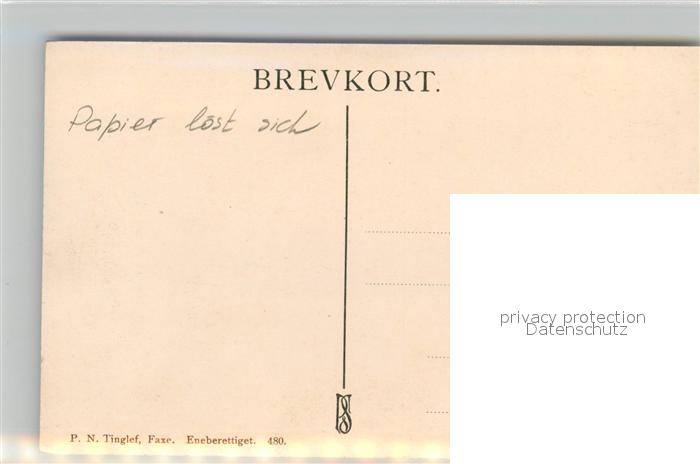 BREVKORT.
Papier löst sich
privacy protection
Datenschutz
P. N. Tinglef, Faxe. Eneberettiget. 480.